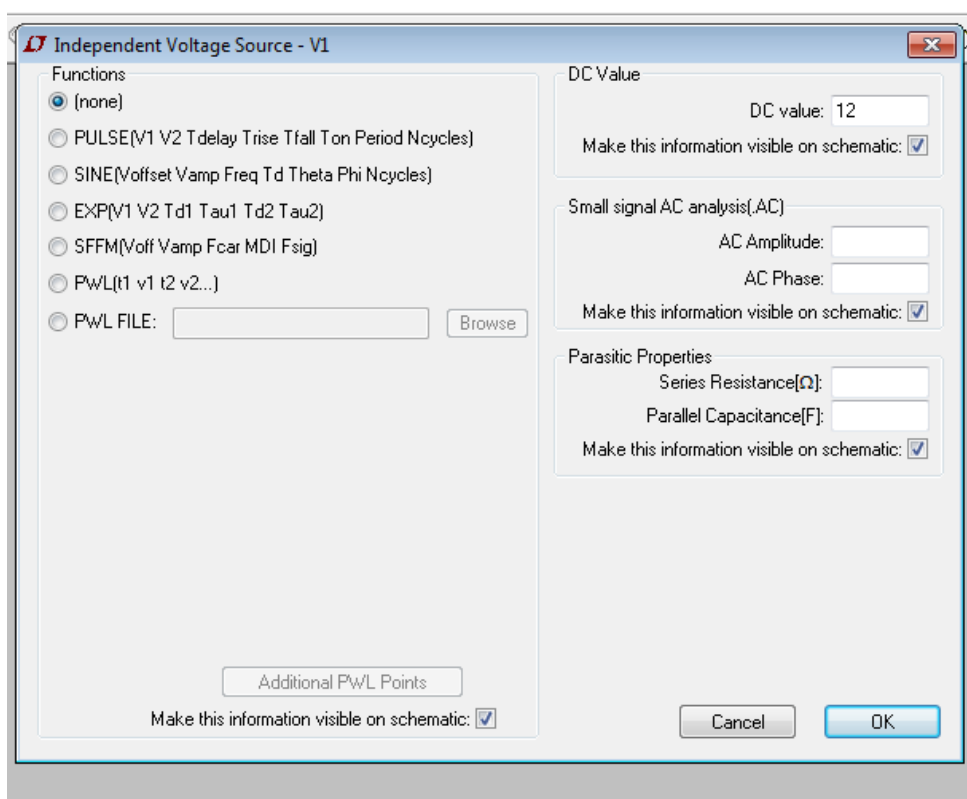 Independent Voltage Source - V1
Functions
(none)
PULSE(V1 V2 Tdelay Trise Tfall Ton Period Ncycles)
SINE(Voffset Vamp Freq Td Theta Phi Ncycles)
EXP(V1 V2 Td1 Tau1 Td2 Tau2)
SFFM(Voff Vamp Fcar MDI Fsig)
PWL(t1 v1 t2 v2...)
PWL FILE:
Browse
Additional PWL Points
Make this information visible on schematic:
DC Value
DC value: 12
Make this information visible on schematic:
Small signal AC analysis(.AC)
AC Amplitude:
AC Phase:
Make this information visible on schematic:
Parasitic Properties
Series Resistance[Ω]:
Parallel Capacitance[F]:
Make this information visible on schematic:
Cancel
OK